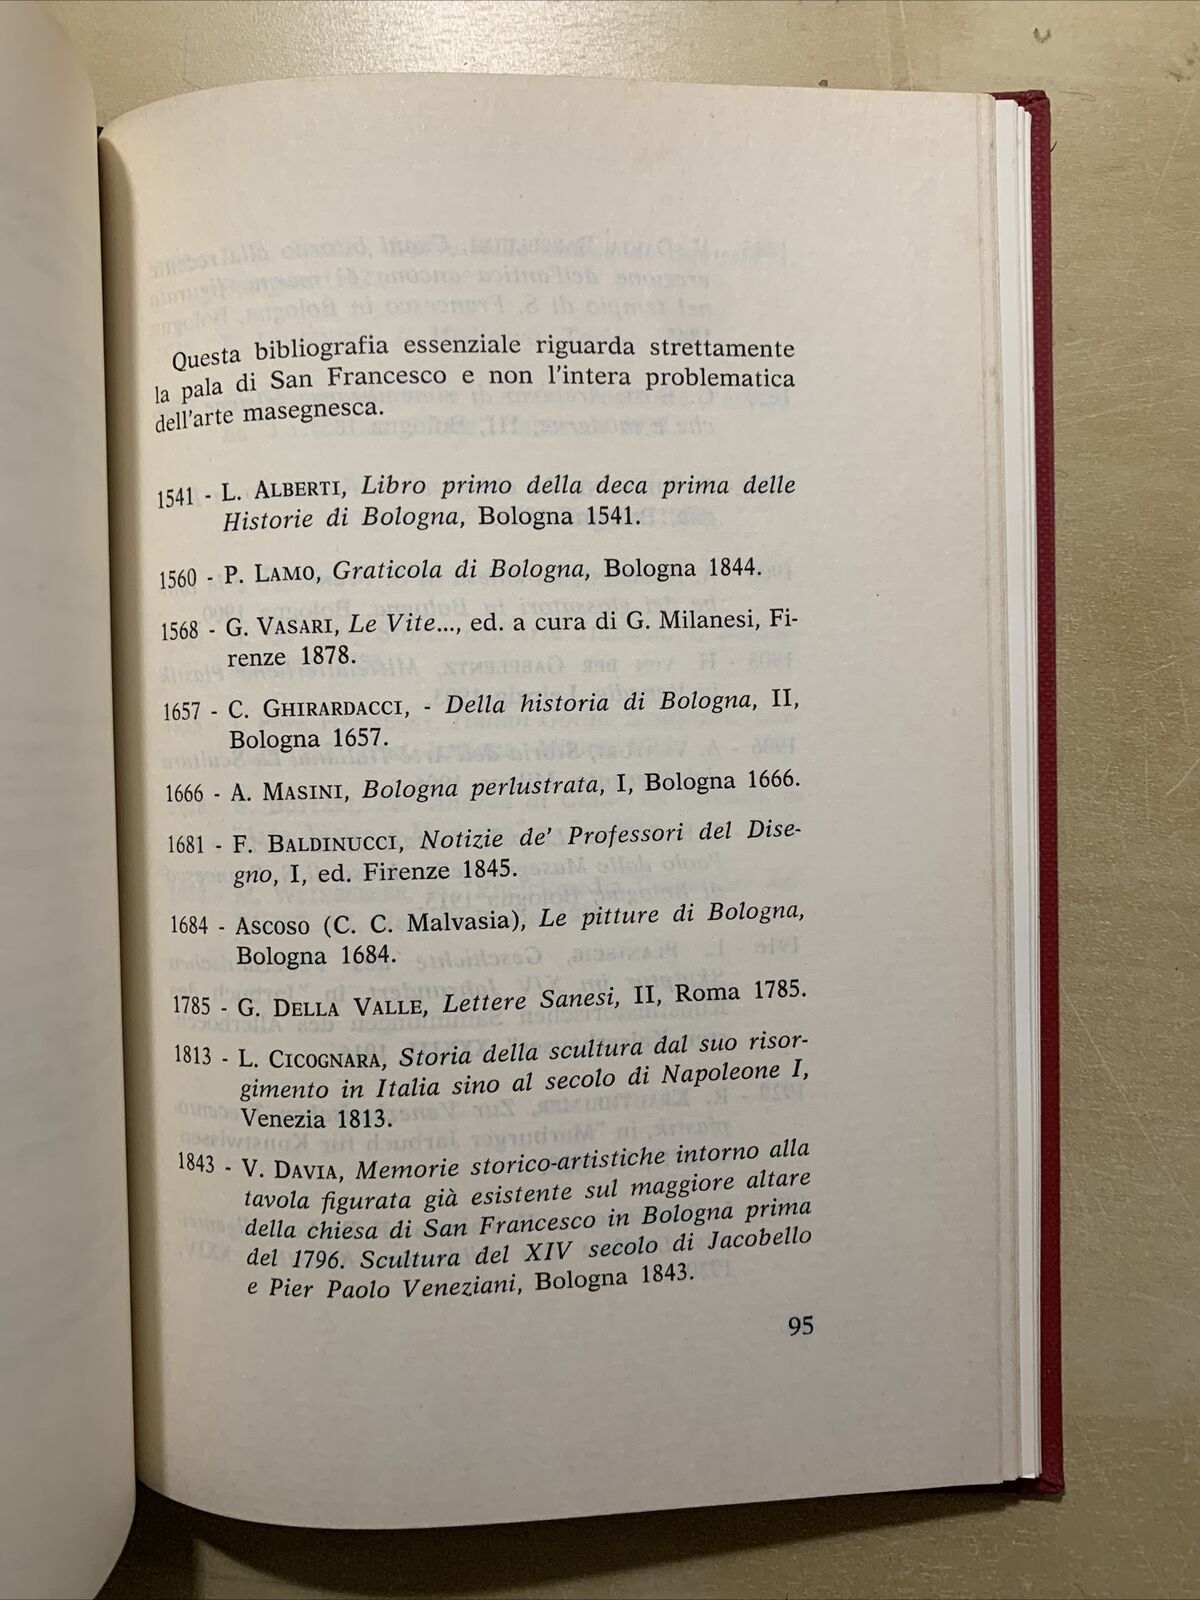 Questa bibliografia essenziale riguarda strettamente
la pala di San Francesco e non l'intera problematica
dell'arte masegnesca.
1541 - L. ALBERTI, Libro primo della deca prima delle
Historie di Bologna, Bologna 1541.
1560 - P. LAMO, Graticola di Bologna, Bologna 1844.
1568 - G. VASARI, Le Vite..., ed. a cura di G. Milanesi, Fi-
renze 1878.
1657 - C. GHIRARDACCI, - Della historia di Bologna, II,
Bologna 1657.
1666 - A. MASINI, Bologna perlustrata, I, Bologna 1666.
1681 - F. BALDINUCCI, Notizie de' Professori del Dise-
gno, I, ed. Firenze 1845.
1684 - ASCOSO (C. C. Malvasia), Le pitture di Bologna,
Bologna 1684.
1785 - G. DELLA VALLE, Lettere Sanesi, II, Roma 1785.
1813 - L. CICOGNARA, Storia della scultura dal suo risor-
gimento in Italia sino al secolo di Napoleone I,
Venezia 1813.
1843 - V. DAVIA, Memorie storico-artistiche intorno alla
tavola figurata già esistente sul maggiore altare
della chiesa di San Francesco in Bologna prima
del 1796. Scultura del XIV secolo di Jacobello
e Pier Paolo Veneziani, Bologna 1843.
95